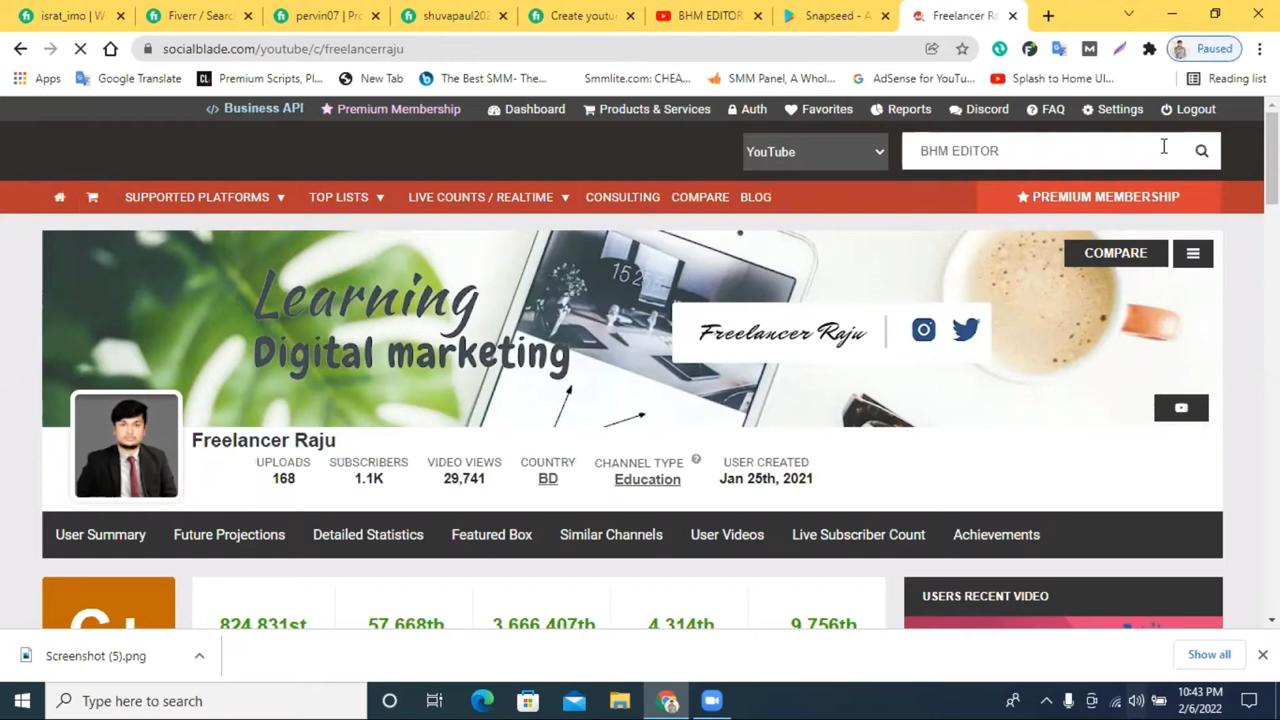 israt_imo | W
Fiverr / Searc
pervin07 | Pro
shuvapaul202
Create youtu
BHM EDITOR
Snapseed - A
Freelancer Ra
socialblade.com/youtube/c/freelancerraju
Paused
Apps
Google Translate
Premium Scripts, Pl...
New Tab
The Best SMM- The...
Smmlite.com: CHEA...
SMM Panel, A Whol...
AdSense for YouTu...
Splash to Home UI...
Reading list
</> Business API
Premium Membership
Dashboard
Products & Services
Auth
Favorites
Reports
Discord
FAQ
Settings
Logout
YouTube
BHM EDITOR
SUPPORTED PLATFORMS
TOP LISTS
LIVE COUNTS / REALTIME
CONSULTING
COMPARE
BLOG
PREMIUM MEMBERSHIP
COMPARE
Learning
Digital marketing
Freelancer Raju
Freelancer Raju
UPLOADS
168
SUBSCRIBERS
1.1K
VIDEO VIEWS
29,741
COUNTRY
BD
CHANNEL TYPE
Education
USER CREATED
Jan 25th, 2021
User Summary
Future Projections
Detailed Statistics
Featured Box
Similar Channels
User Videos
Live Subscriber Count
Achievements
C+
824,831st
57,668th
3,666,407th
4,314th
9,756th
USERS RECENT VIDEO
Screenshot (5).png
Show all
Type here to search
10:43 PM
2/6/2022